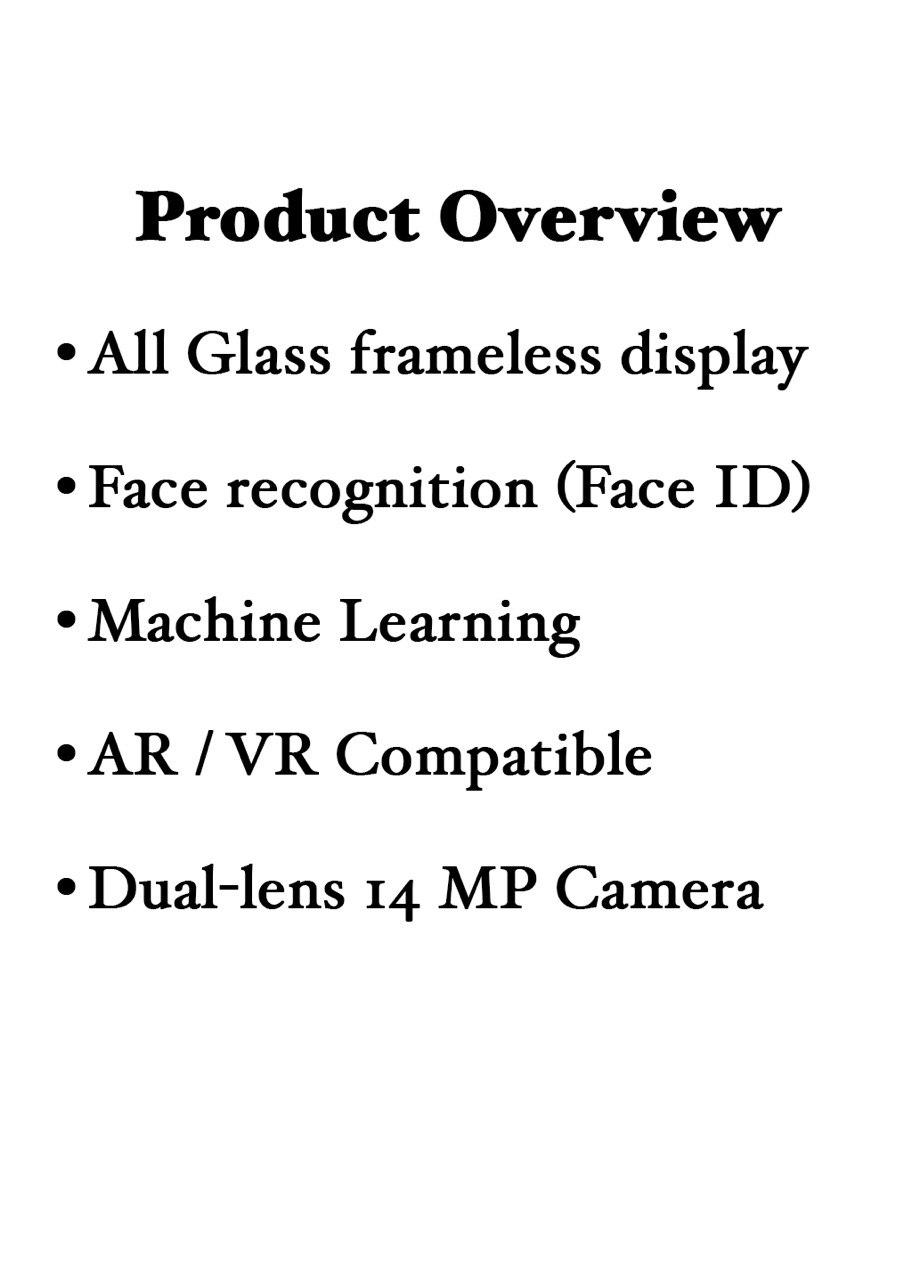 Product Overview
• All Glass frameless display
• Face recognition (Face ID)
• Machine Learning
• AR / VR Compatible
• Dual-lens 14 MP Camera